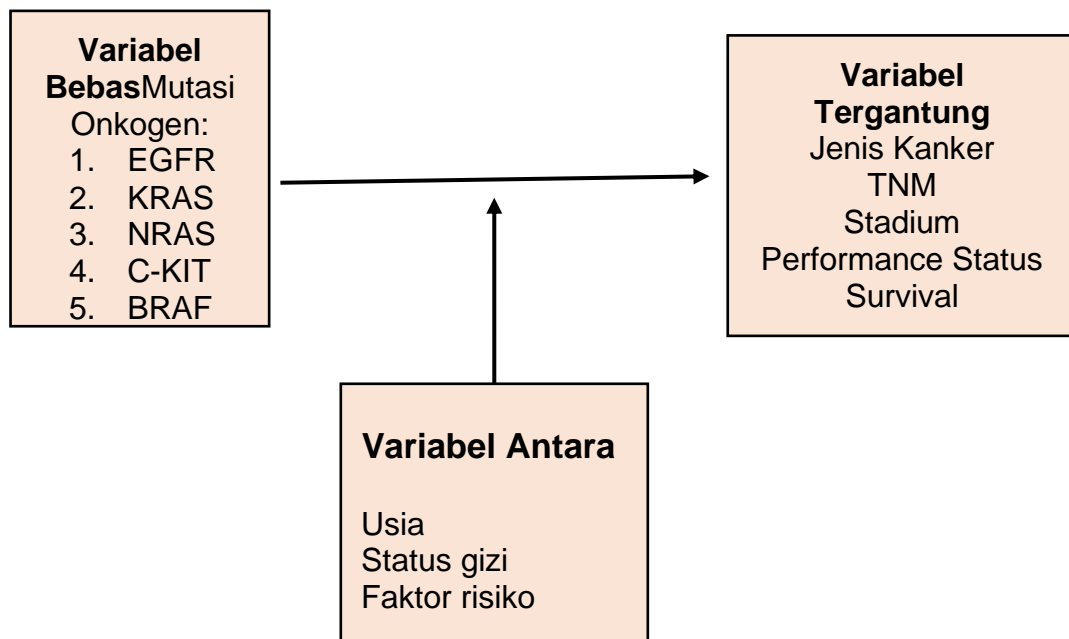 Variabel
BebasMutasi
Onkogen:
1. EGFR
2. KRAS
3. NRAS
4. C-KIT
5. BRAF
Variabel
Tergantung
Jenis Kanker
TNM
Stadium
Performance Status
Survival
Variabel Antara
Usia
Status gizi
Faktor risiko